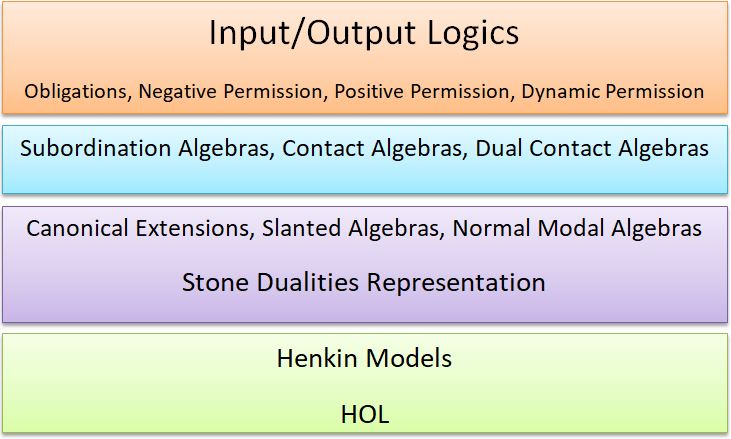 Input/Output Logics
Obligations, Negative Permission, Positive Permission, Dynamic Permission
Subordination Algebras, Contact Algebras, Dual Contact Algebras
Canonical Extensions, Slanted Algebras, Normal Modal Algebras
Stone Dualities Representation
Henkin Models
HOL